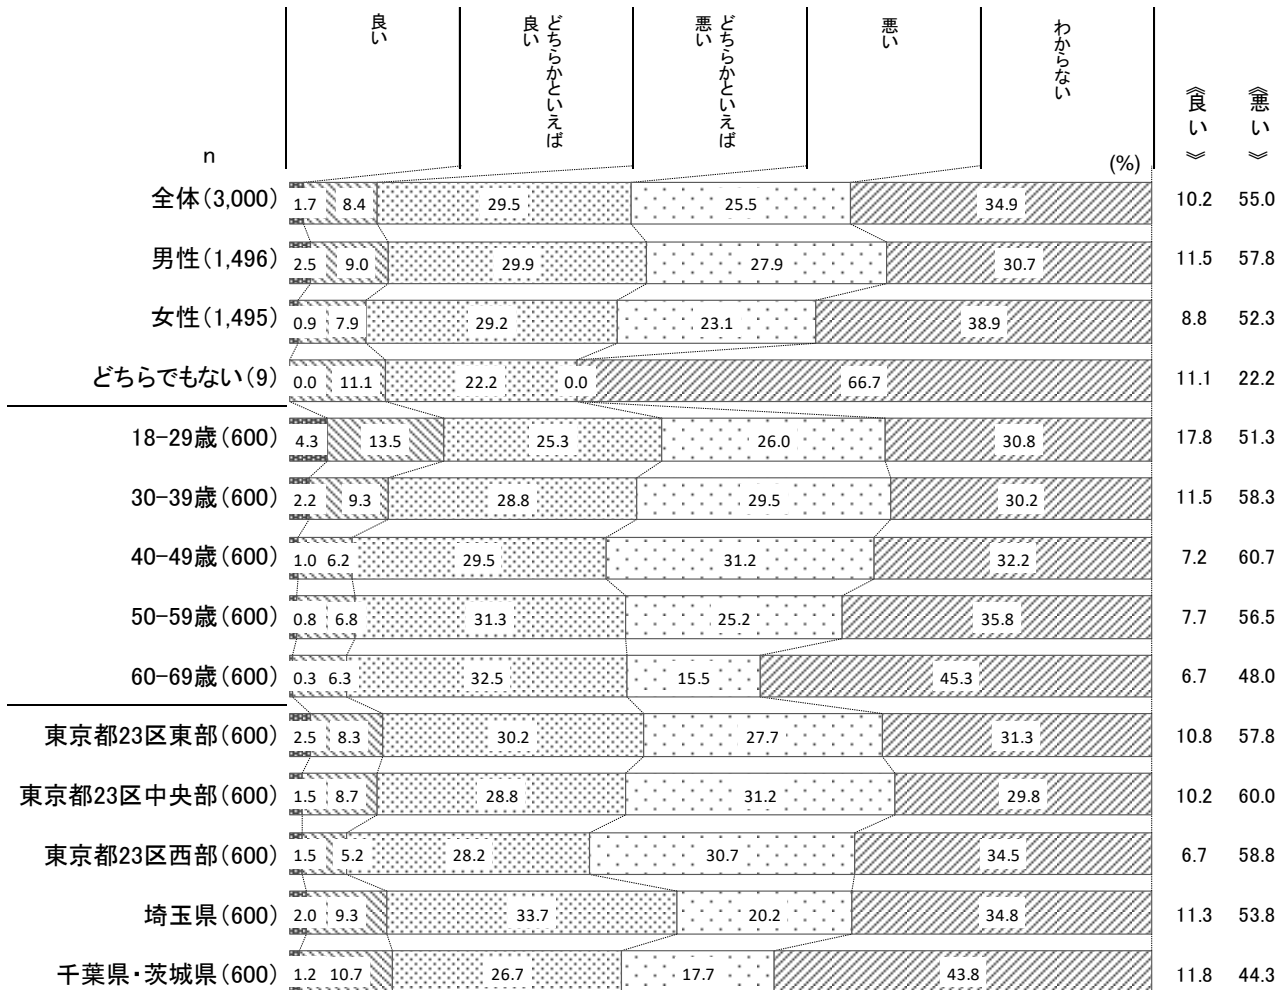 良い
どちらかといえば
良い
どちらかといえば
悪い
悪い
わからない
《良い》
《悪い》
n
(%)
全体(3,000) 1.7 8.4 29.5 25.5 34.9 10.2 55.0
男性(1,496) 2.5 9.0 29.9 27.9 30.7 11.5 57.8
女性(1,495) 0.9 7.9 29.2 23.1 38.9 8.8 52.3
どちらでもない(9) 0.0 11.1 22.2 0.0 66.7 11.1 22.2
18-29歳(600) 4.3 13.5 25.3 26.0 30.8 17.8 51.3
30-39歳(600) 2.2 9.3 28.8 29.5 30.2 11.5 58.3
40-49歳(600) 1.0 6.2 29.5 31.2 32.2 7.2 60.7
50-59歳(600) 0.8 6.8 31.3 25.2 35.8 7.7 56.5
60-69歳(600) 0.3 6.3 32.5 15.5 45.3 6.7 48.0
東京都23区東部(600) 2.5 8.3 30.2 27.7 31.3 10.8 57.8
東京都23区中央部(600) 1.5 8.7 28.8 31.2 29.8 10.2 60.0
東京都23区西部(600) 1.5 5.2 28.2 30.7 34.5 6.7 58.8
埼玉県(600) 2.0 9.3 33.7 20.2 34.8 11.3 53.8
千葉県・茨城県(600) 1.2 10.7 26.7 17.7 43.8 11.8 44.3